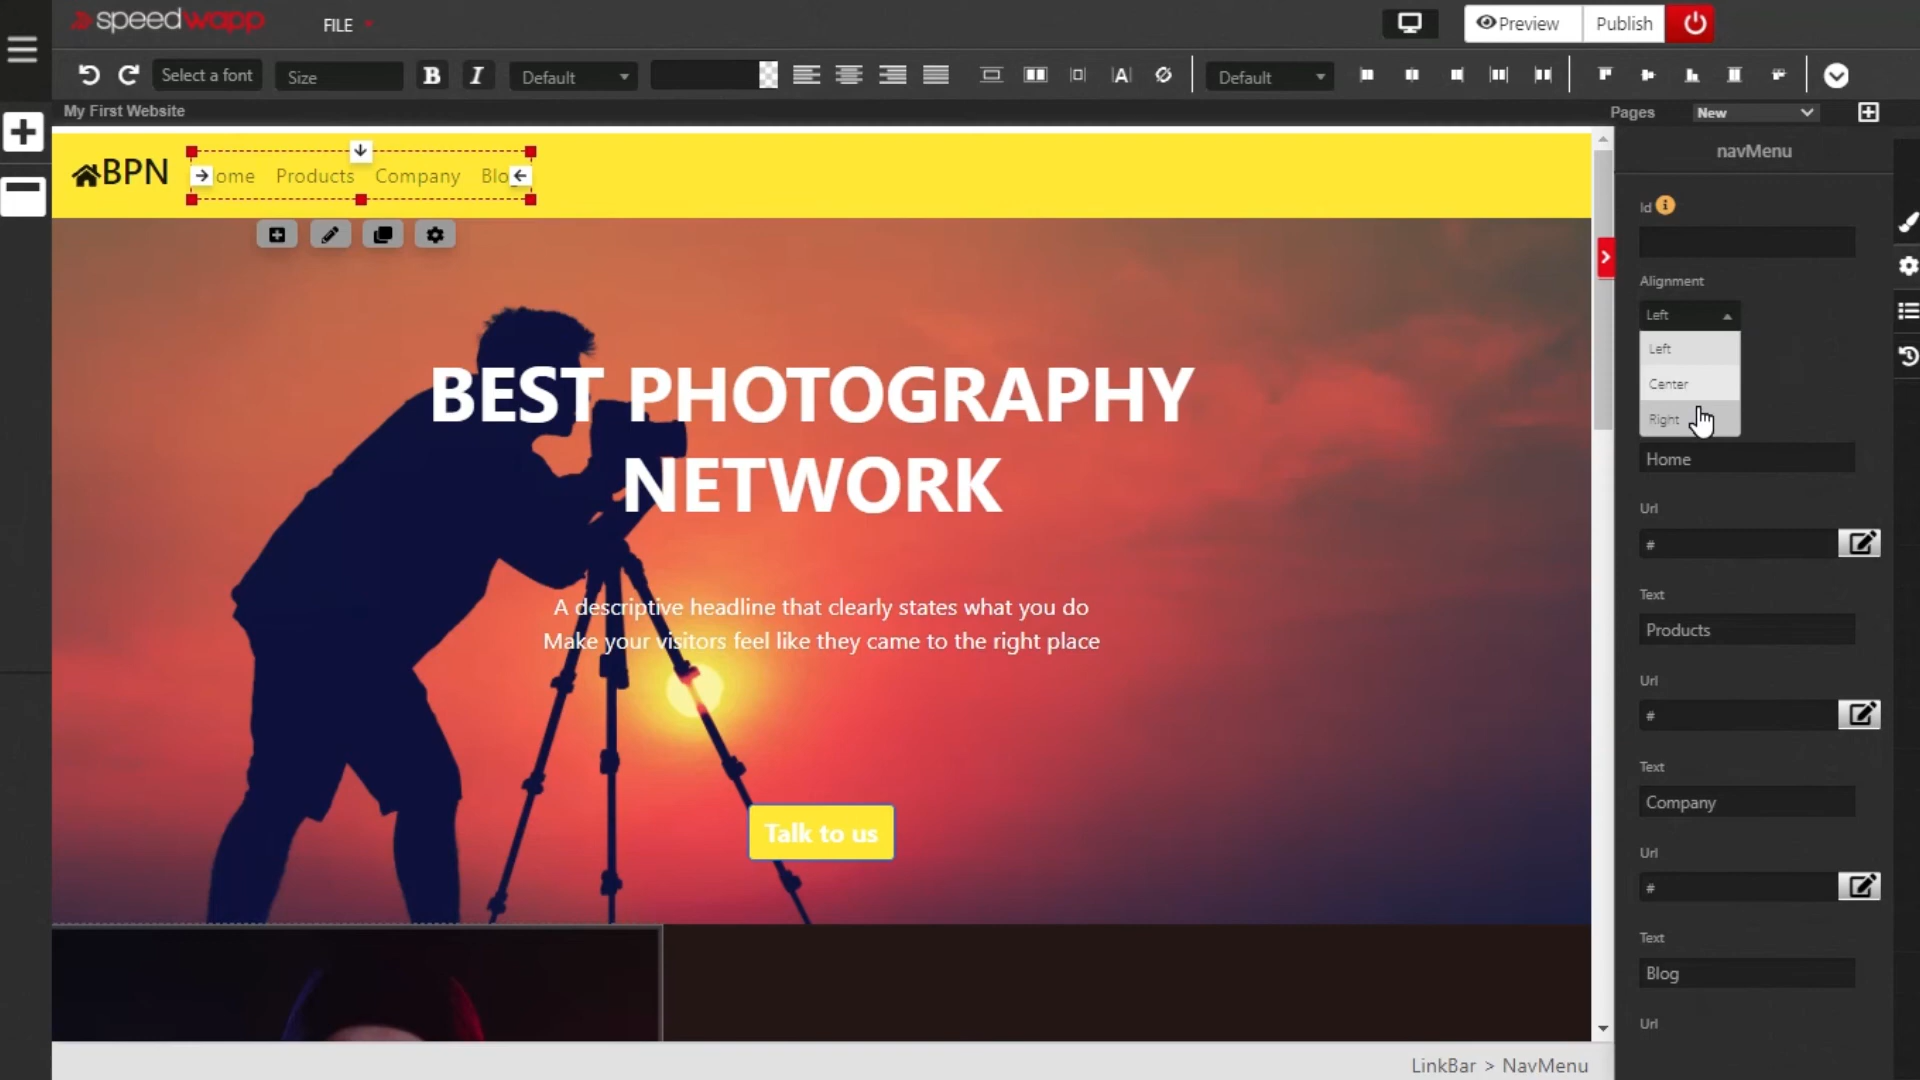 speedwapp
FILE
Preview
Publish
Select a font
Size
B
I
Default
A
Default
My First Website
Pages
New
BPN
ome
Products
Company
Blo
navMenu
Id
Alignment
Left
Left
Center
Right
Home
Url
#
Text
Products
Url
#
Text
Company
Url
#
Text
Blog
Url
BEST PHOTOGRAPHY
NETWORK
A descriptive headline that clearly states what you do
Make your visitors feel like they came to the right place
Talk to us
LinkBar > NavMenu